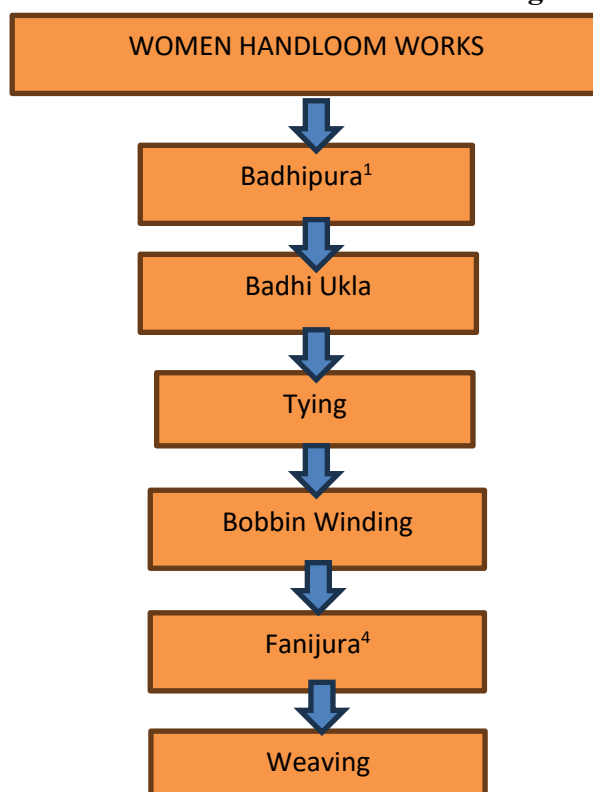 WOMEN HANDLOOM WORKS
Badhipura¹
Badhi Ukla
Tying
Bobbin Winding
Fanijura⁴
Weaving